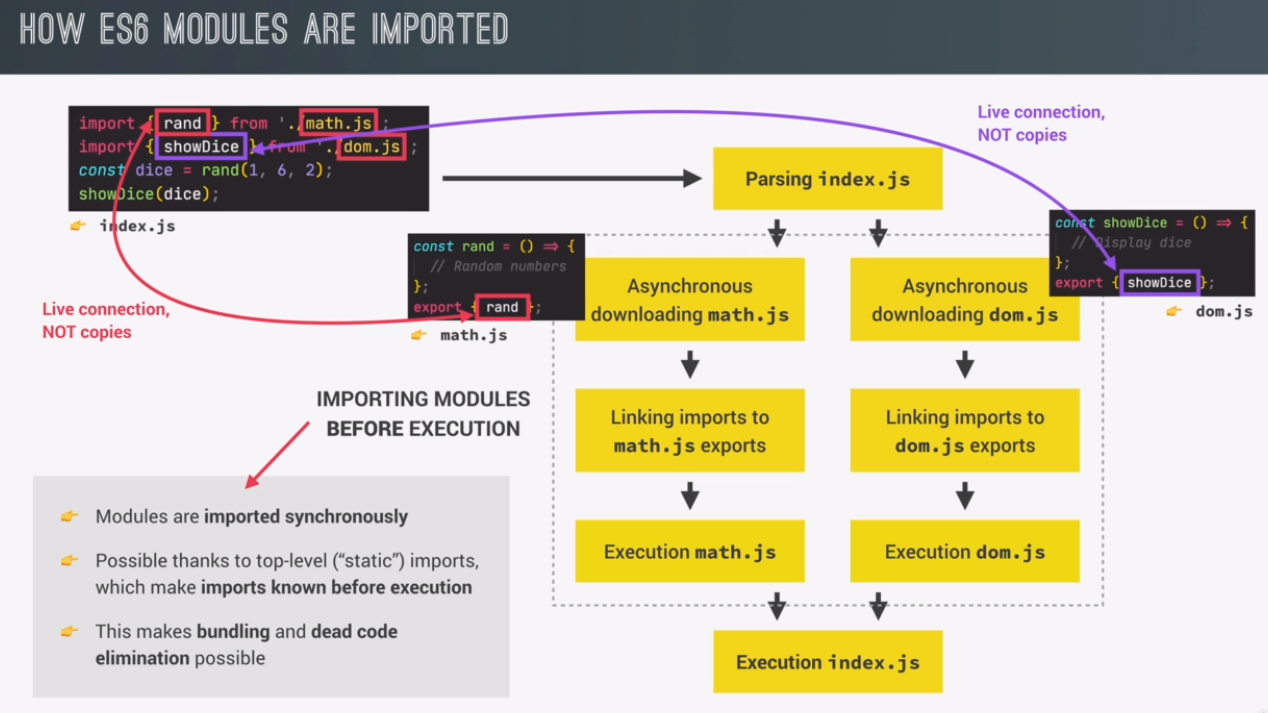 HOW ES6 MODULES ARE IMPORTED
import { rand } from './math.js ;
import { showDice } from './dom.js ;
const dice = rand(1, 6, 2);
showDice(dice);
👉 index.js
Live connection,
NOT copies
Parsing index.js
const rand = () => {
// Random numbers
};
export { rand };
👉 math.js
const showDice = () => {
// Display dice
};
export { showDice };
👉 dom.js
Live connection,
NOT copies
Asynchronous
downloading math.js
Asynchronous
downloading dom.js
Linking imports to
math.js exports
Linking imports to
dom.js exports
Execution math.js
Execution dom.js
Execution index.js
IMPORTING MODULES
BEFORE EXECUTION
👉 Modules are imported synchronously
👉 Possible thanks to top-level (“static”) imports,
which make imports known before execution
👉 This makes bundling and dead code
elimination possible